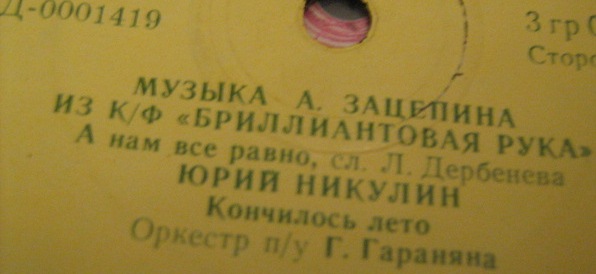 Д-0001419
3 гр
МУЗЫКА А. ЗАЦЕПИНА
ИЗ К/Ф «БРИЛЛИАНТОВАЯ РУКА»
А нам все равно, сл. Л. Дербенева
ЮРИЙ НИКУЛИН
Кончилось лето
Оркестр п/у Г. Гараняна